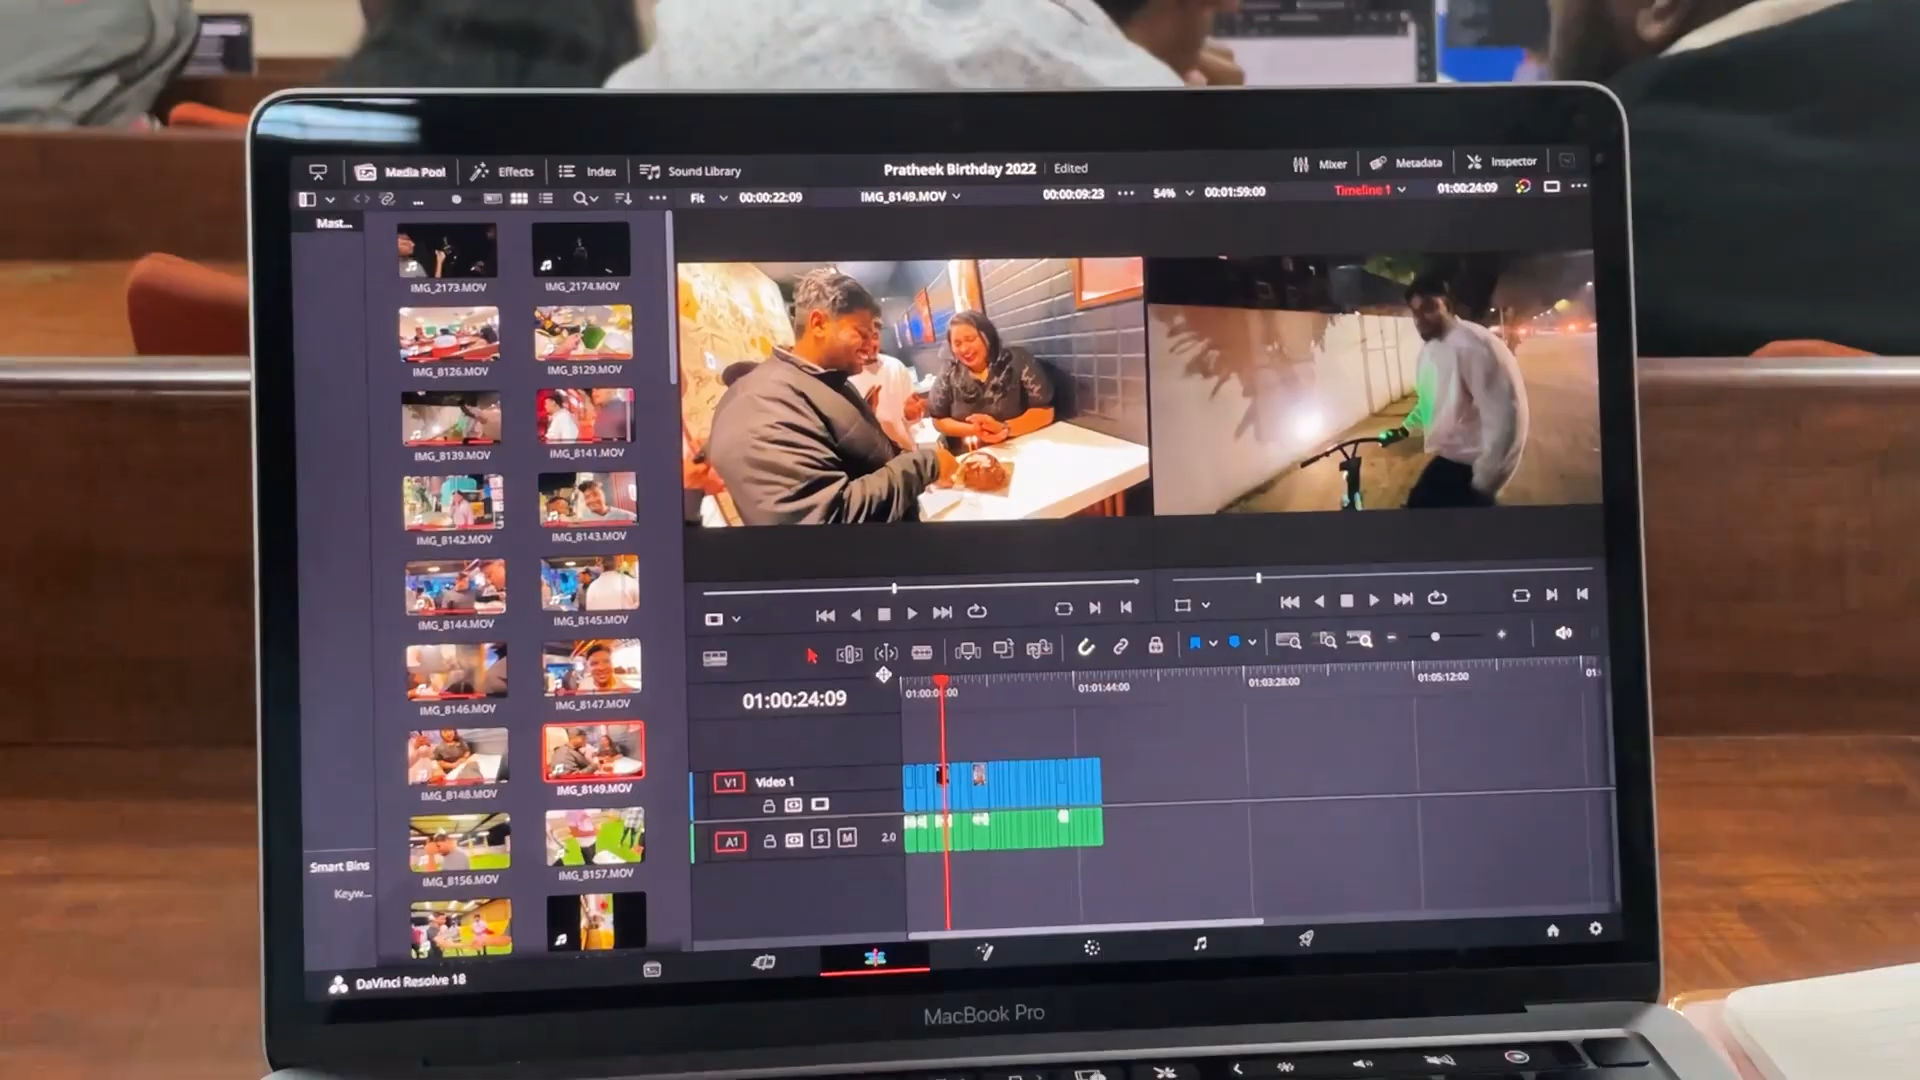 Media Pool Effects Index Sound Library Pratheek Birthday 2022 Edited Mixer Metadata Inspector
Fit 00:00:22:09 IMG_8149.MOV 00:00:09:23 54% 00:01:59:00 Timeline 1 01:00:24:09
Mast...
IMG_2173.MOV IMG_2174.MOV
IMG_8126.MOV IMG_8129.MOV
IMG_8139.MOV IMG_8141.MOV
IMG_8142.MOV IMG_8143.MOV
IMG_8144.MOV IMG_8145.MOV
IMG_8146.MOV IMG_8147.MOV
IMG_8148.MOV IMG_8149.MOV
IMG_8156.MOV IMG_8157.MOV
01:00:24:09
01:01:44:00 01:03:28:00 01:05:12:00
V1 Video 1
A1 S M 2.0
Smart Bins
Keyw...
DaVinci Resolve 18
MacBook Pro